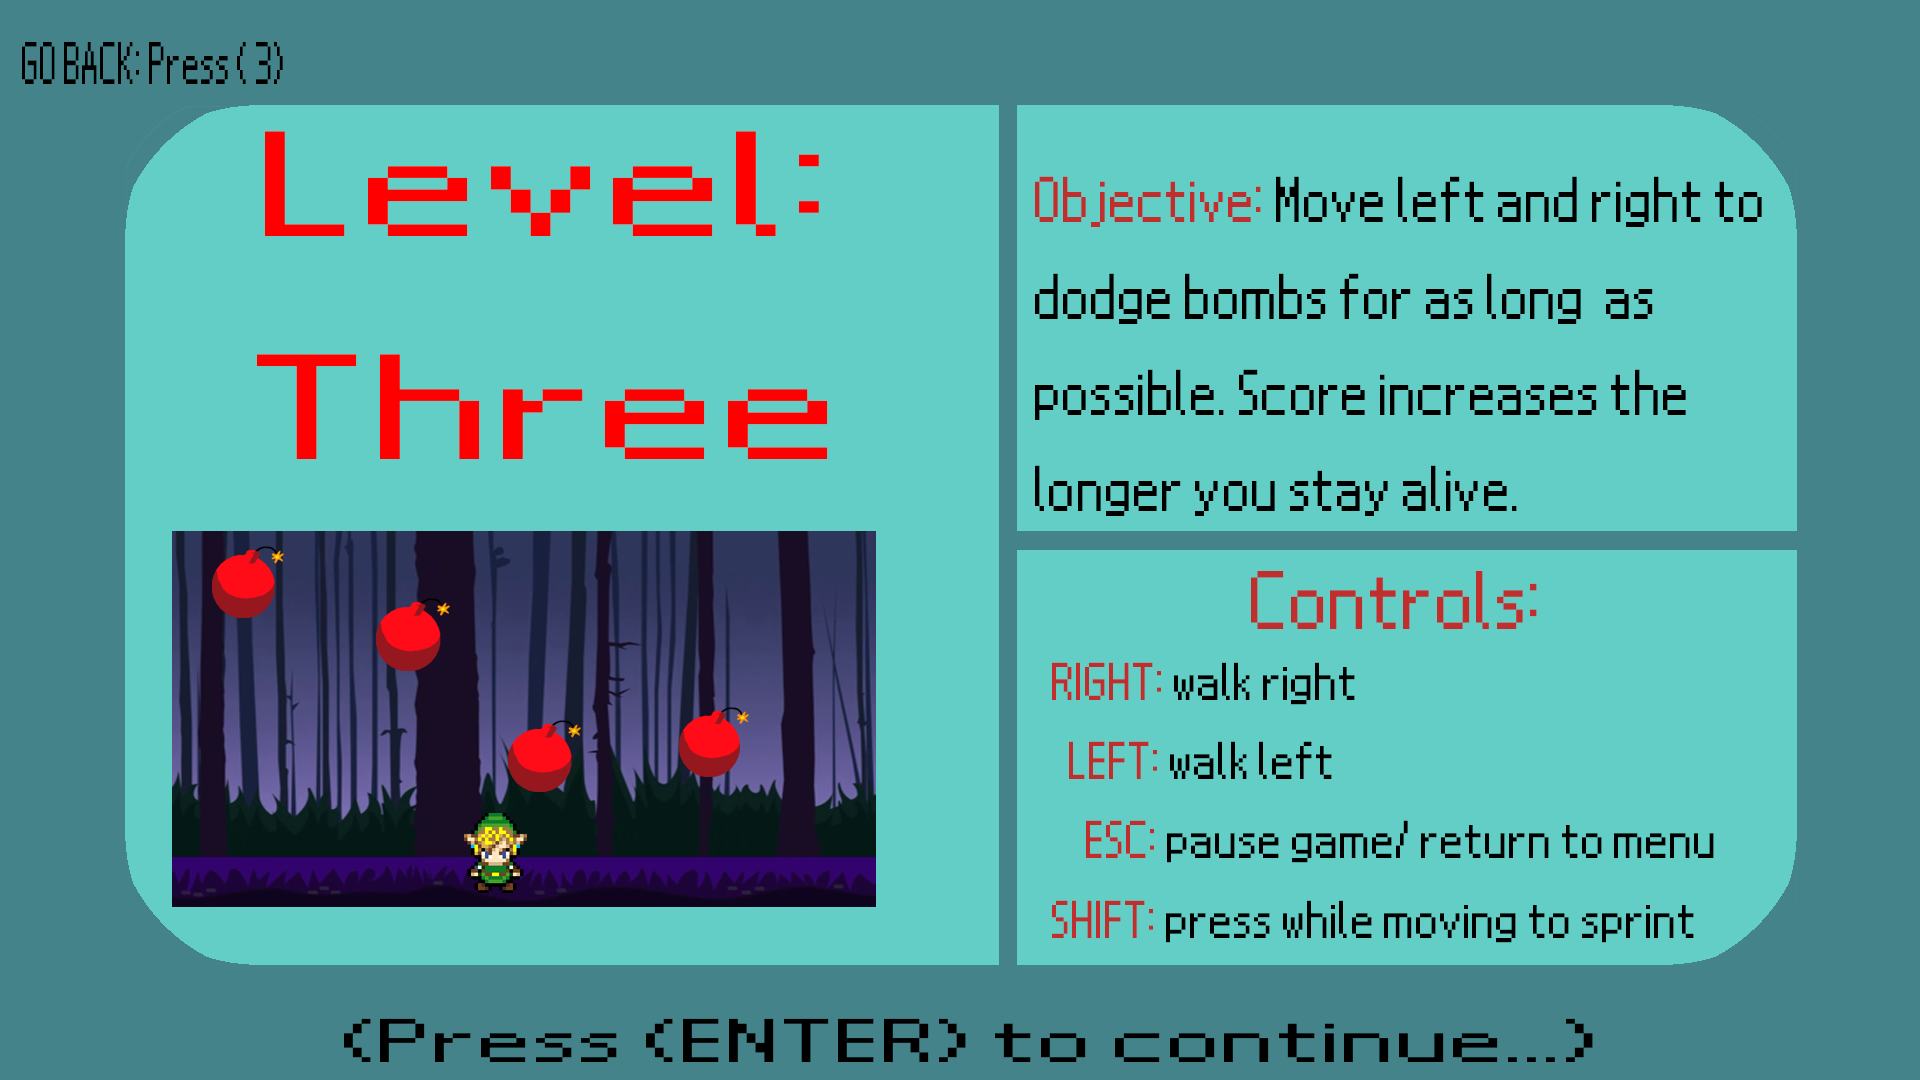 GO BACK: Press ( 3)
Level:
Three
Objective: Move left and right to
dodge bombs for as long as
possible. Score increases the
longer you stay alive.
Controls:
RIGHT: walk right
LEFT: walk left
ESC: pause game/ return to menu
SHIFT: press while moving to sprint
(Press (ENTER) to continue...)